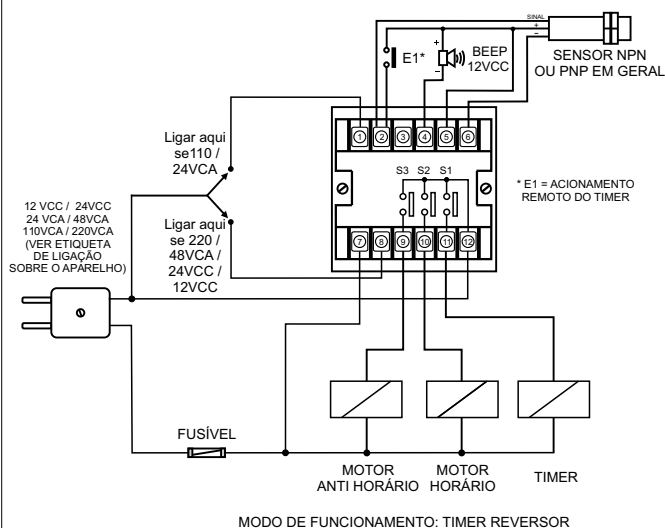 SINAL
+
–
E1*
+
–
BEEP
12VCC
SENSOR NPN
OU PNP EM GERAL
1 2 3 4 5 6
Ligar aqui
se110 /
24VCA
S3 S2 S1
* E1 = ACIONAMENTO
REMOTO DO TIMER
12 VCC / 24VCC
24 VCA / 48VCA
110VCA / 220VCA
(VER ETIQUETA
DE LIGAÇÃO
SOBRE O APARELHO)
Ligar aqui
se 220 /
48VCA /
24VCC /
12VCC
7 8 9 10 11 12
FUSÍVEL
MOTOR
ANTI HORÁRIO
MOTOR
HORÁRIO
TIMER
MODO DE FUNCIONAMENTO: TIMER REVERSOR